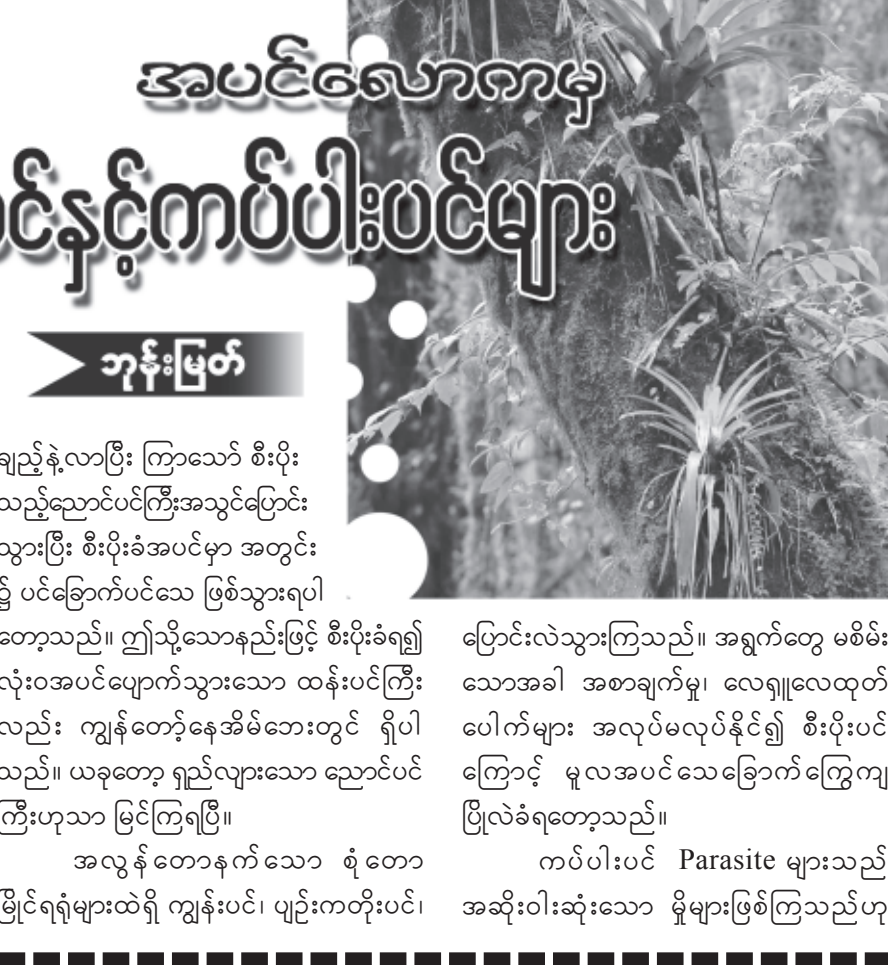 အပင်လောကမှ
ပင်နှင့်ကပ်ပါးပင်များ
ဘုန်းမြတ်
ချည့်နဲ့လာပြီး ကြာသော် စီးပိုး
သည့်ညောင်ပင်ကြီးအသွင်ပြောင်း
သွားပြီး စီးပိုးခံအပင်မှာ အတွင်း
၌ ပင်ခြောက်ပင်သေ ဖြစ်သွားရပါ
တော့သည်။ ဤသို့သောနည်းဖြင့် စီးပိုးခံရ၍
လုံးဝအပင်ပျောက်သွားသော ထန်းပင်ကြီး
လည်း ကျွန်တော့်နေအိမ်ဘေးတွင် ရှိပါ
သည်။ ယခုတော့ ရှည်လျားသော ညောင်ပင်
ကြီးဟုသာ မြင်ကြရပြီ။
အလွန်တောနက်သော စုံတော
မြိုင်ရရုံများထဲရှိ ကျွန်းပင်၊ ပျဉ်းကတိုးပင်၊
ပြောင်းလဲသွားကြသည်။ အရွက်တွေ မစိမ်း
သောအခါ အစာချက်မှု၊ လေရှူလေထုတ်
ပေါက်များ အလုပ်မလုပ်နိုင်၍ စီးပိုးပင်
ကြောင့် မူလအပင်သေခြောက်ကြွေကျ
ပြိုလဲခံရတော့သည်။
ကပ်ပါးပင် Parasite များသည်
အဆိုးဝါးဆုံးသော မှိုများဖြစ်ကြသည်ဟု